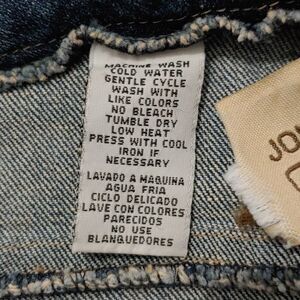 MACHINE WASH
COLD WATER
GENTLE CYCLE
WASH WITH
LIKE COLORS
NO BLEACH
TUMBLE DRY
LOW HEAT
PRESS WITH COOL
IRON IF
NECESSARY
LAVADO A MAQUINA
AGUA FRIA
CICLO DELICADO
LAVE CON COLORES
PARECIDOS
NO USE
BLANQUEDORES
JO